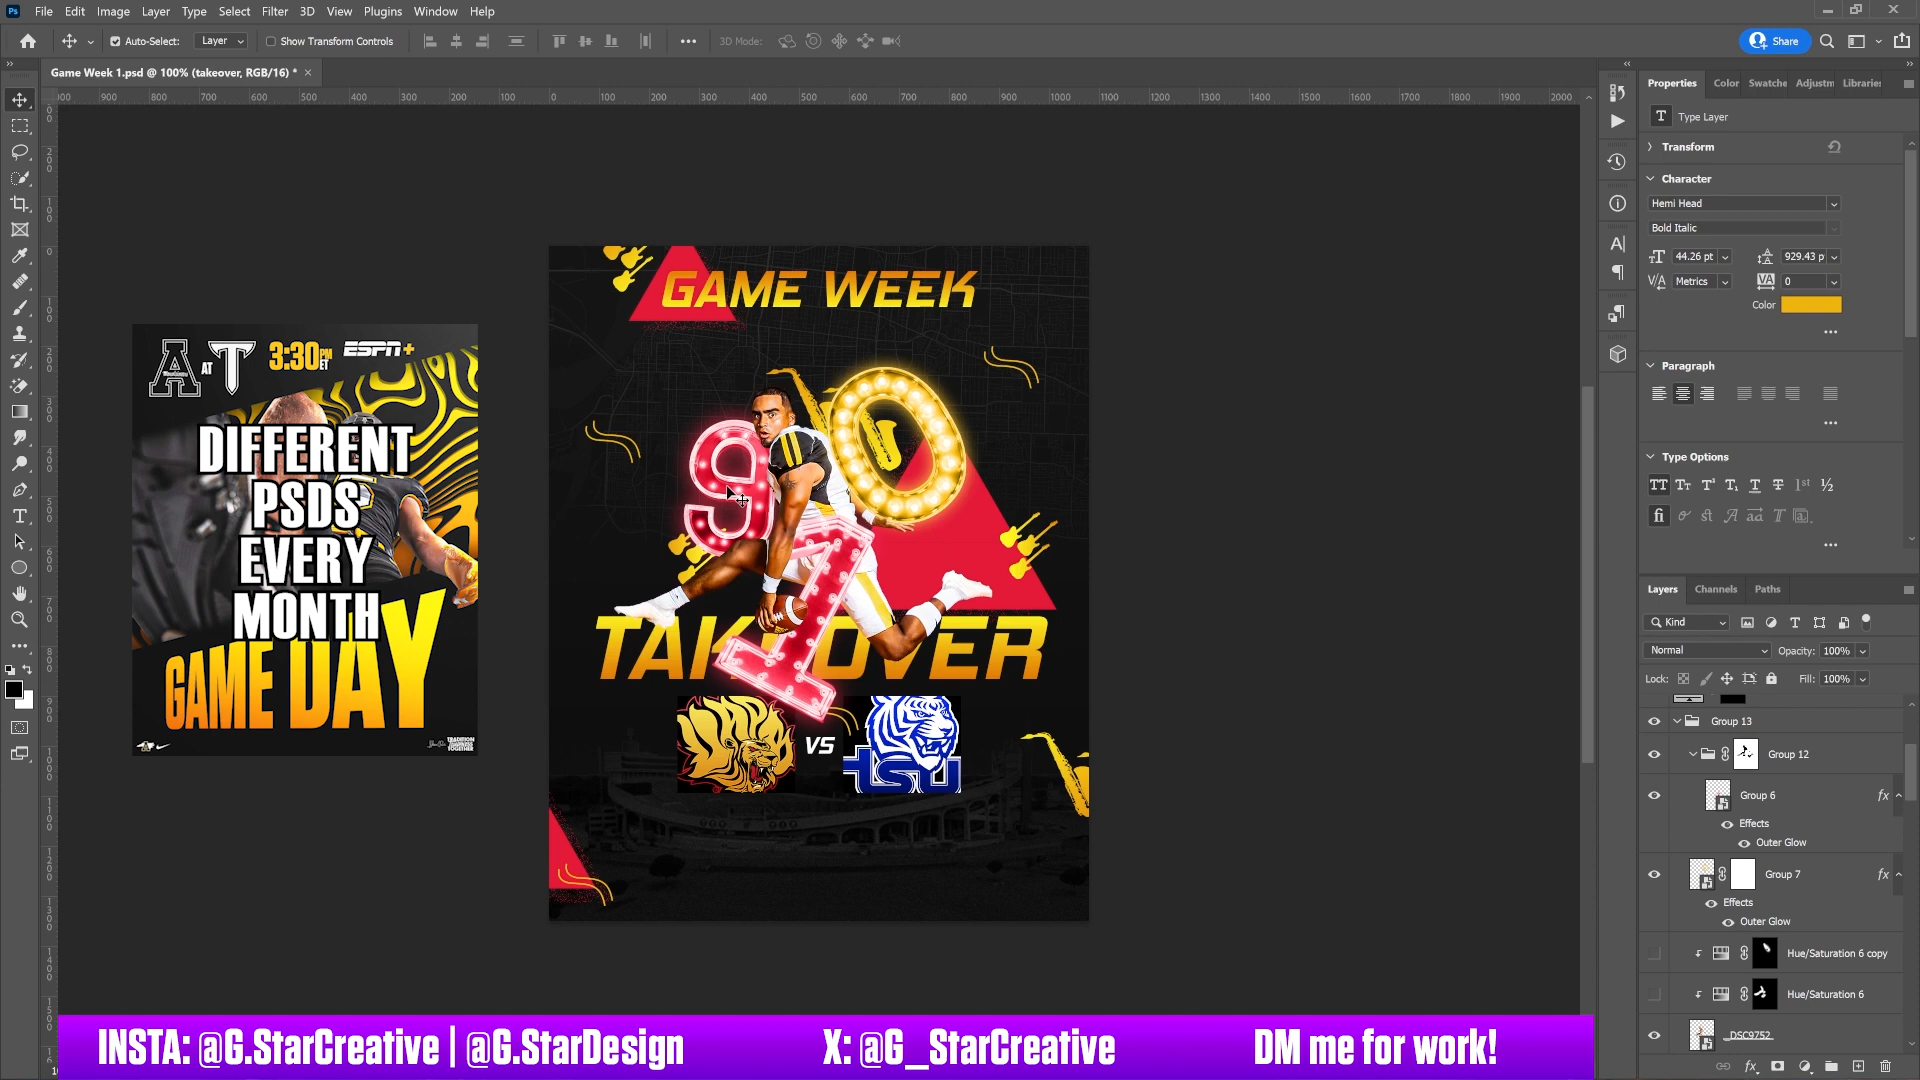 File Edit Image Layer Type Select Filter 3D View Plugins Window Help
Auto-Select: Layer Show Transform Controls 3D Mode: Share
Game Week 1.psd @ 100% (takeover, RGB/16) *
Properties Color Swatche Adjustm Librarie
Type Layer
Transform
Character
Hemi Head
Bold Italic
44.26 pt 929.43 p
Metrics 0
Color
Paragraph
Type Options
Layers Channels Paths
Kind
Normal Opacity: 100%
Lock: Fill: 100%
Group 13
Group 12
Group 6
Effects
Outer Glow
Group 7
Effects
Outer Glow
Hue/Saturation 6 copy
Hue/Saturation 6
_DSC9752
A AT T 3:30 PM ET ESPN+
DIFFERENT
PSDS
EVERY
MONTH
GAME DAY
GAME WEEK
901
TAKEOVER
UAPB VS TSU
INSTA: @G.StarCreative | @G.StarDesign X: @G_StarCreative DM me for work!